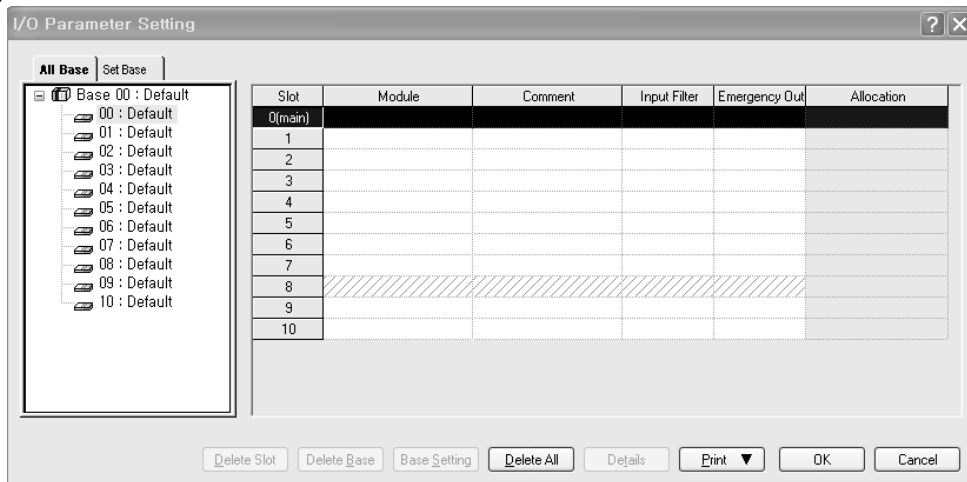 I/O Parameter Setting
All Base Set Base
Base 00 : Default
00 : Default
01 : Default
02 : Default
03 : Default
04 : Default
05 : Default
06 : Default
07 : Default
08 : Default
09 : Default
10 : Default
Slot Module Comment Input Filter Emergency Out Allocation
0(main)
1
2
3
4
5
6
7
8
9
10
Delete Slot Delete Base Base Setting Delete All Details Print ▼ OK Cancel